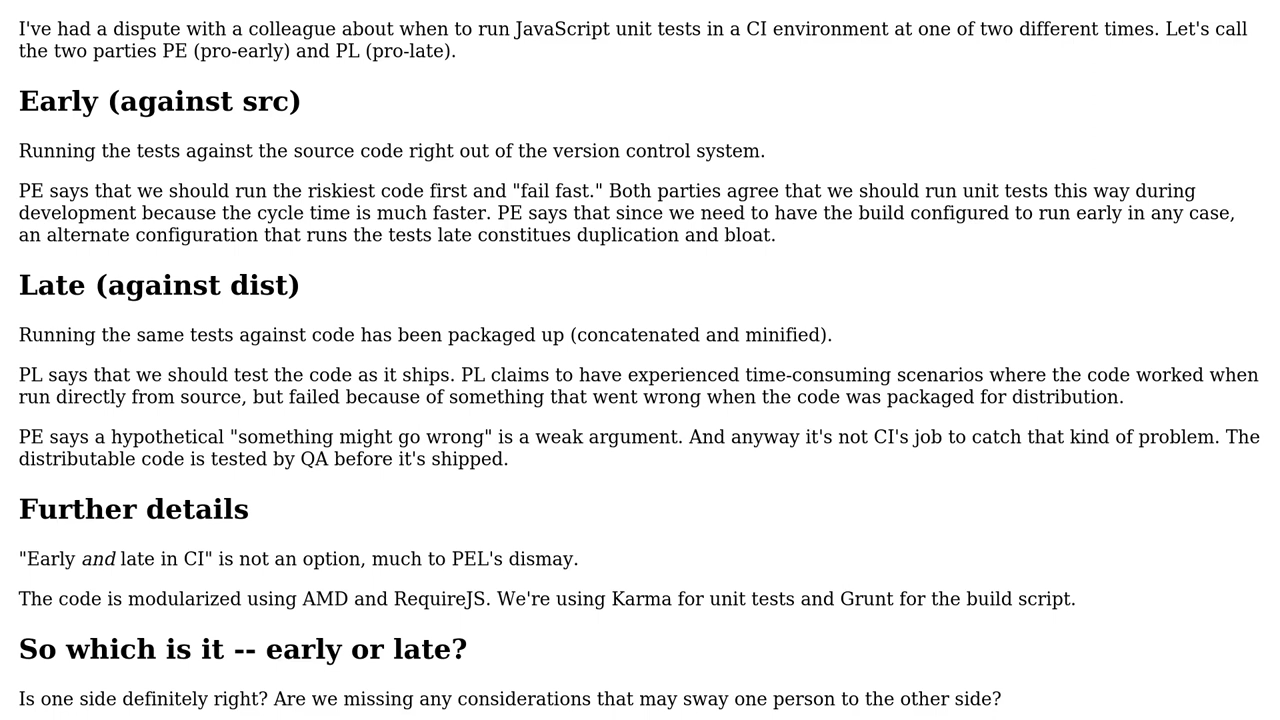 I've had a dispute with a colleague about when to run JavaScript unit tests in a CI environment at one of two different times. Let's call
the two parties PE (pro-early) and PL (pro-late).
Early (against src)
Running the tests against the source code right out of the version control system.
PE says that we should run the riskiest code first and "fail fast." Both parties agree that we should run unit tests this way during
development because the cycle time is much faster. PE says that since we need to have the build configured to run early in any case,
an alternate configuration that runs the tests late constitues duplication and bloat.
Late (against dist)
Running the same tests against code has been packaged up (concatenated and minified).
PL says that we should test the code as it ships. PL claims to have experienced time-consuming scenarios where the code worked when
run directly from source, but failed because of something that went wrong when the code was packaged for distribution.
PE says a hypothetical "something might go wrong" is a weak argument. And anyway it's not CI's job to catch that kind of problem. The
distributable code is tested by QA before it's shipped.
Further details
"Early and late in CI" is not an option, much to PEL's dismay.
The code is modularized using AMD and RequireJS. We're using Karma for unit tests and Grunt for the build script.
So which is it -- early or late?
Is one side definitely right? Are we missing any considerations that may sway one person to the other side?